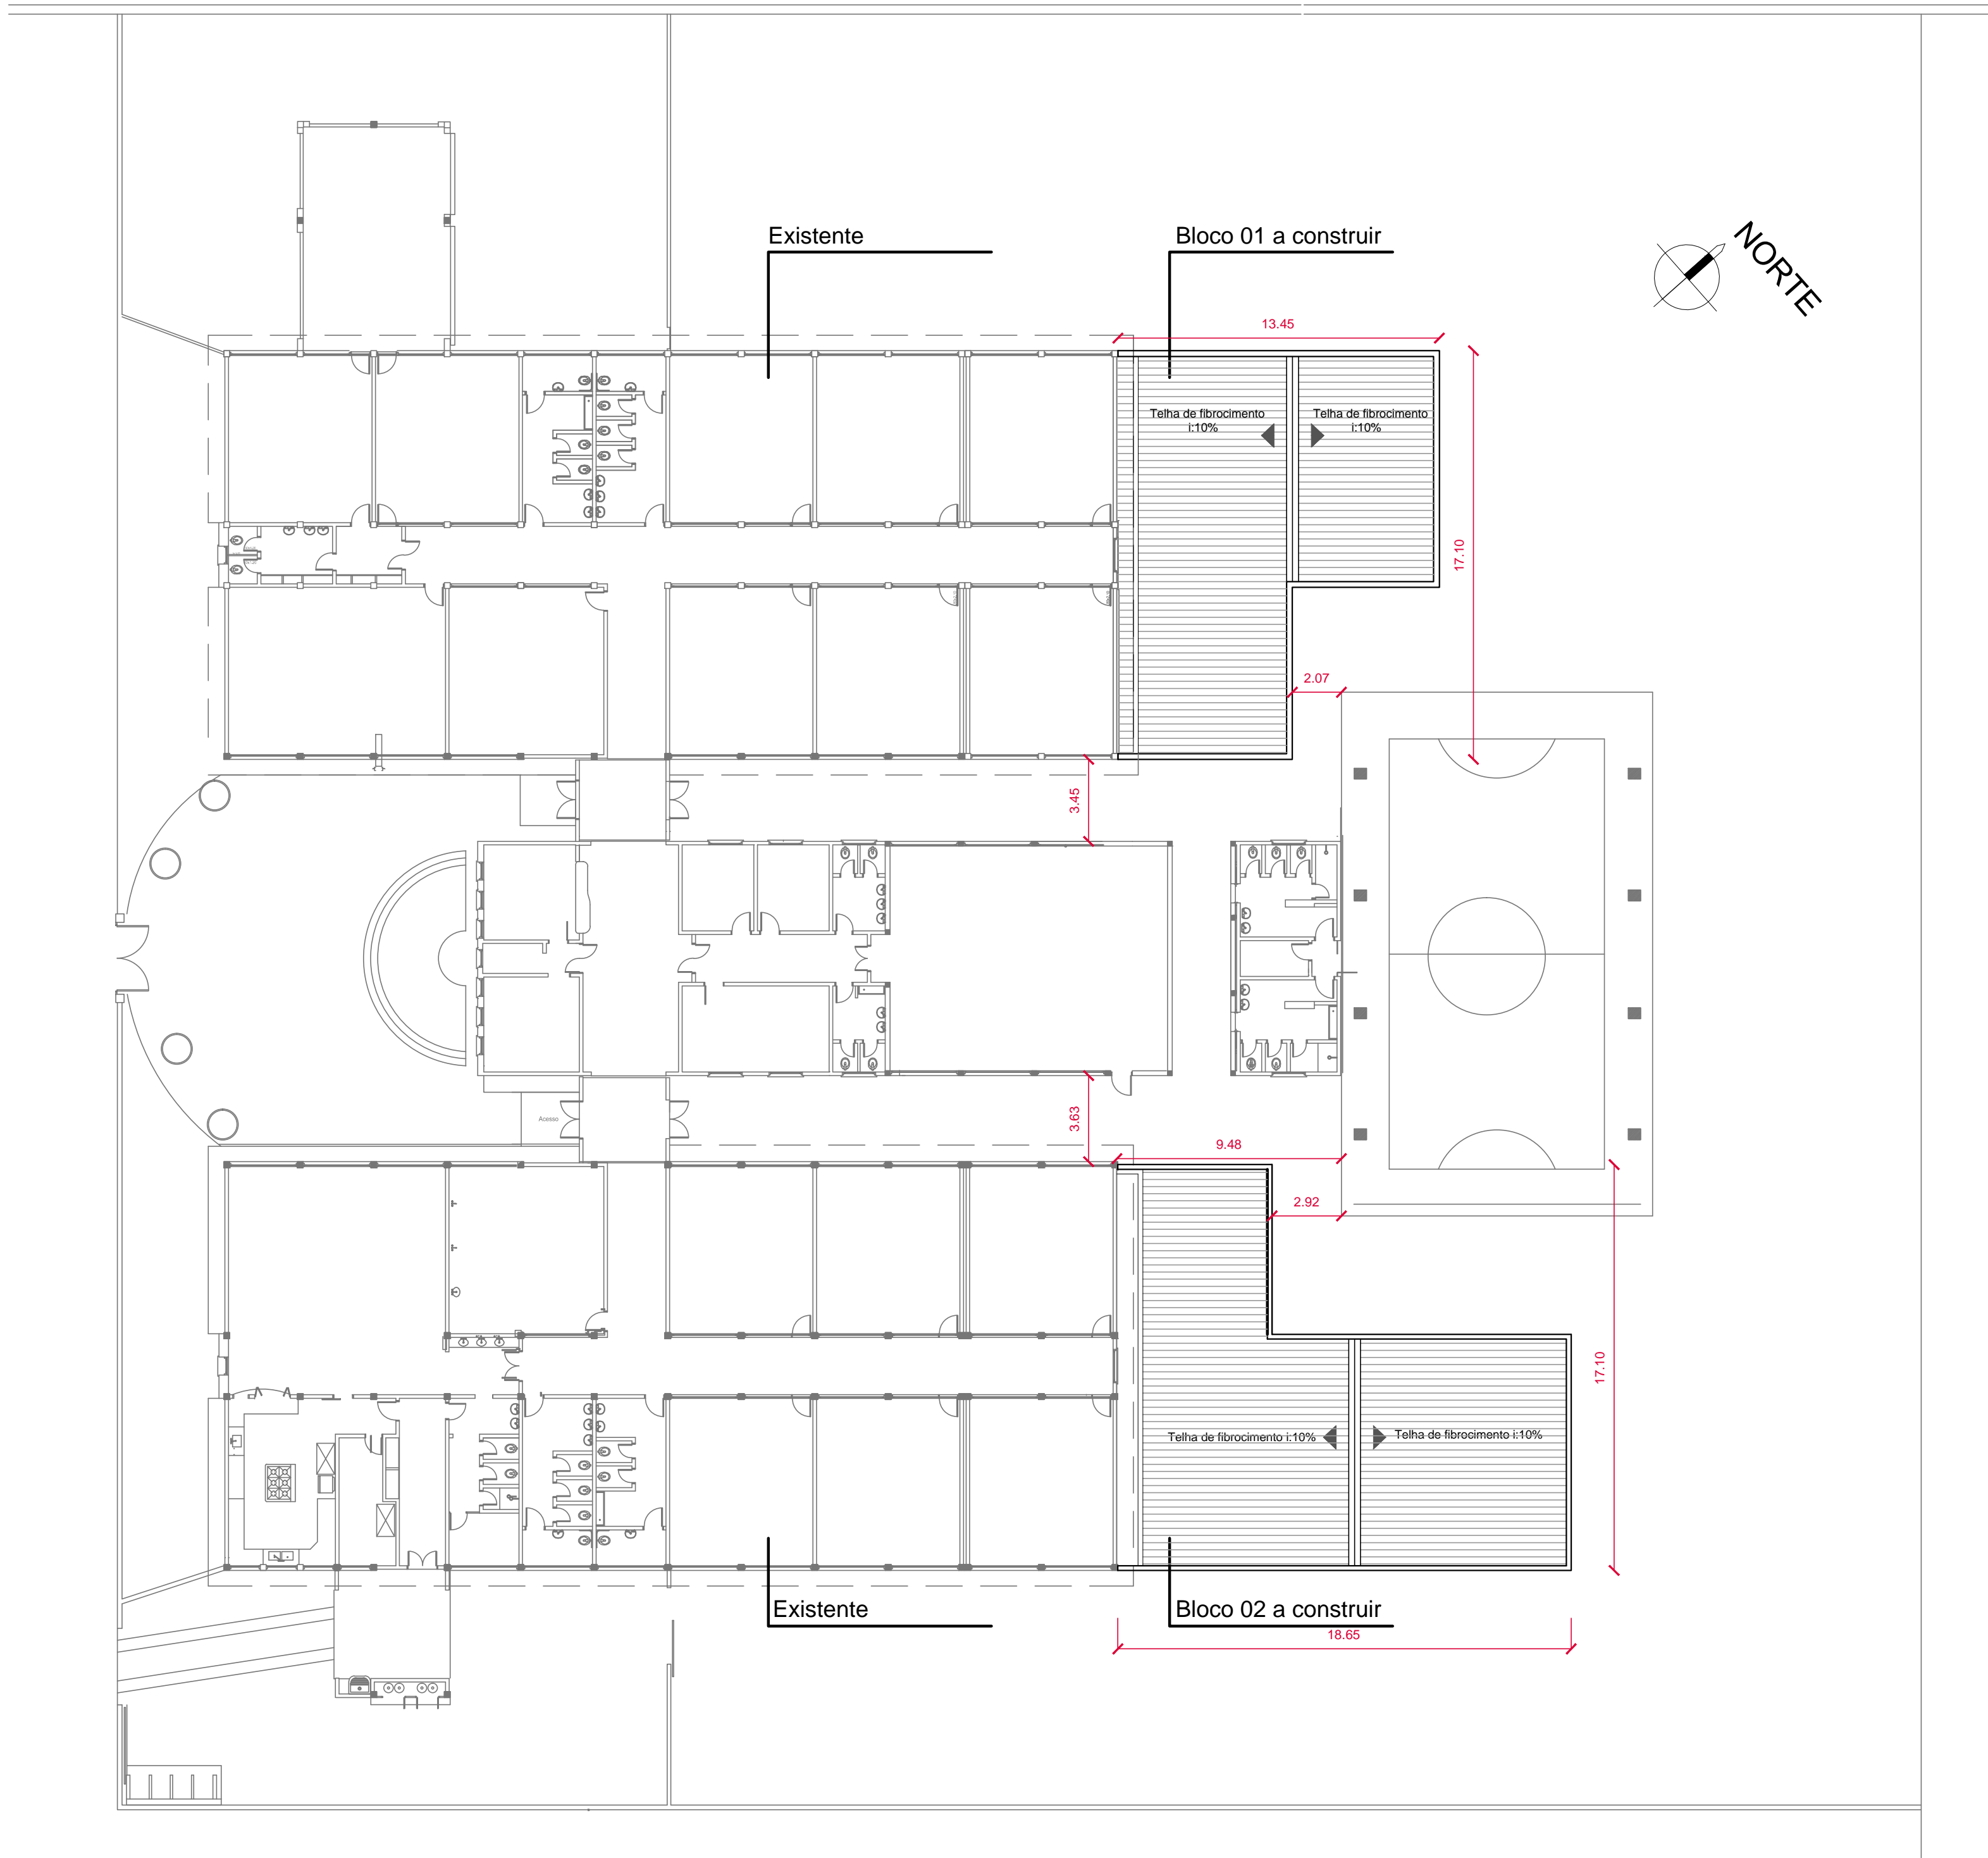 Existente
Bloco 01 a construir
NORTE
13.45
Telha de fibrocimento
i:10%
Telha de fibrocimento
i:10%
17.10
2.07
3.45
Acesso
3.63
9.48
2.92
17.10
Telha de fibrocimento i:10%
Telha de fibrocimento i:10%
Existente
Bloco 02 a construir
18.65